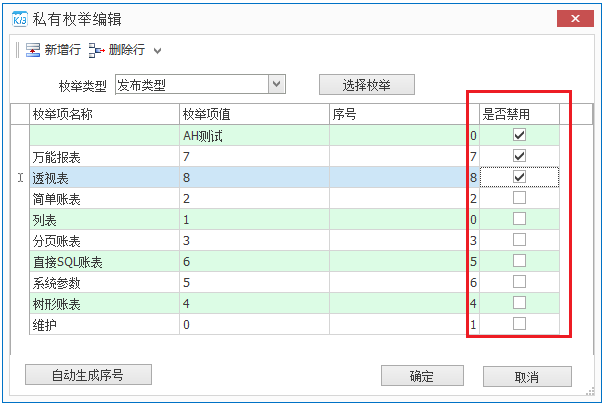 K/3 私有枚举编辑
新增行 删除行
枚举类型 发布类型 选择枚举
枚举项名称 枚举项值 序号 是否禁用
AH测试 0
万能报表 7 7
透视表 8 8
简单账表 2 2
列表 1 0
分页账表 3 3
直接SQL账表 6 5
系统参数 5 6
树形账表 4 4
维护 0 1
自动生成序号 确定 取消